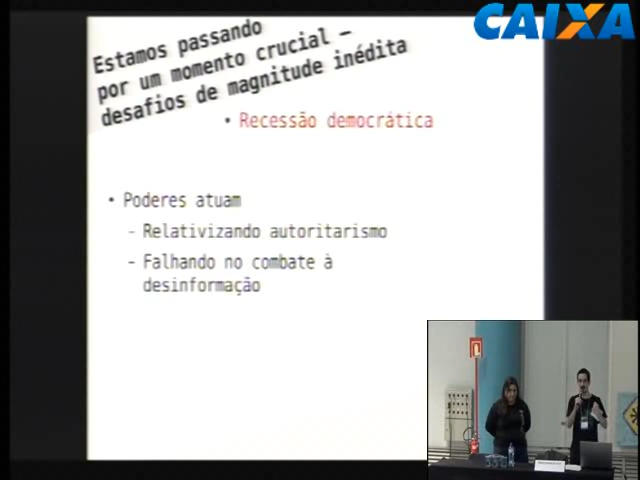 CAIXA
Estamos passando
por um momento crucial –
desafios de magnitude inédita
• Recessão democrática
• Poderes atuam
- Relativizando autoritarismo
- Falhando no combate à
desinformação